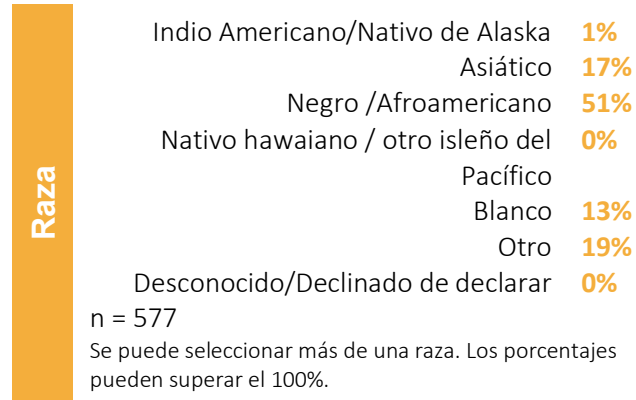 Raza
Indio Americano/Nativo de Alaska 1%
Asiático 17%
Negro /Afroamericano 51%
Nativo hawaiano / otro isleño del 0%
Pacífico
Blanco 13%
Otro 19%
Desconocido/Declinado de declarar 0%
n = 577
Se puede seleccionar más de una raza. Los porcentajes
pueden superar el 100%.